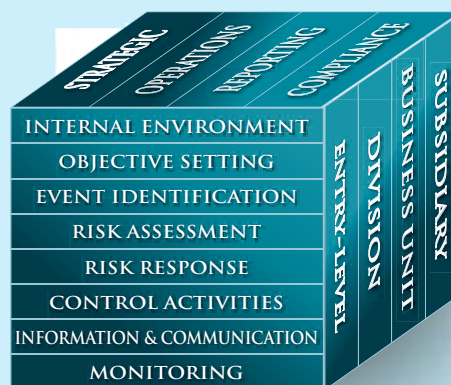 STRATEGIC
OPERATIONS
REPORTING
COMPLIANCE
INTERNAL ENVIRONMENT
OBJECTIVE SETTING
EVENT IDENTIFICATION
RISK ASSESSMENT
RISK RESPONSE
CONTROL ACTIVITIES
INFORMATION & COMMUNICATION
MONITORING
ENTRY-LEVEL
DIVISION
BUSINESS UNIT
SUBSIDIARY